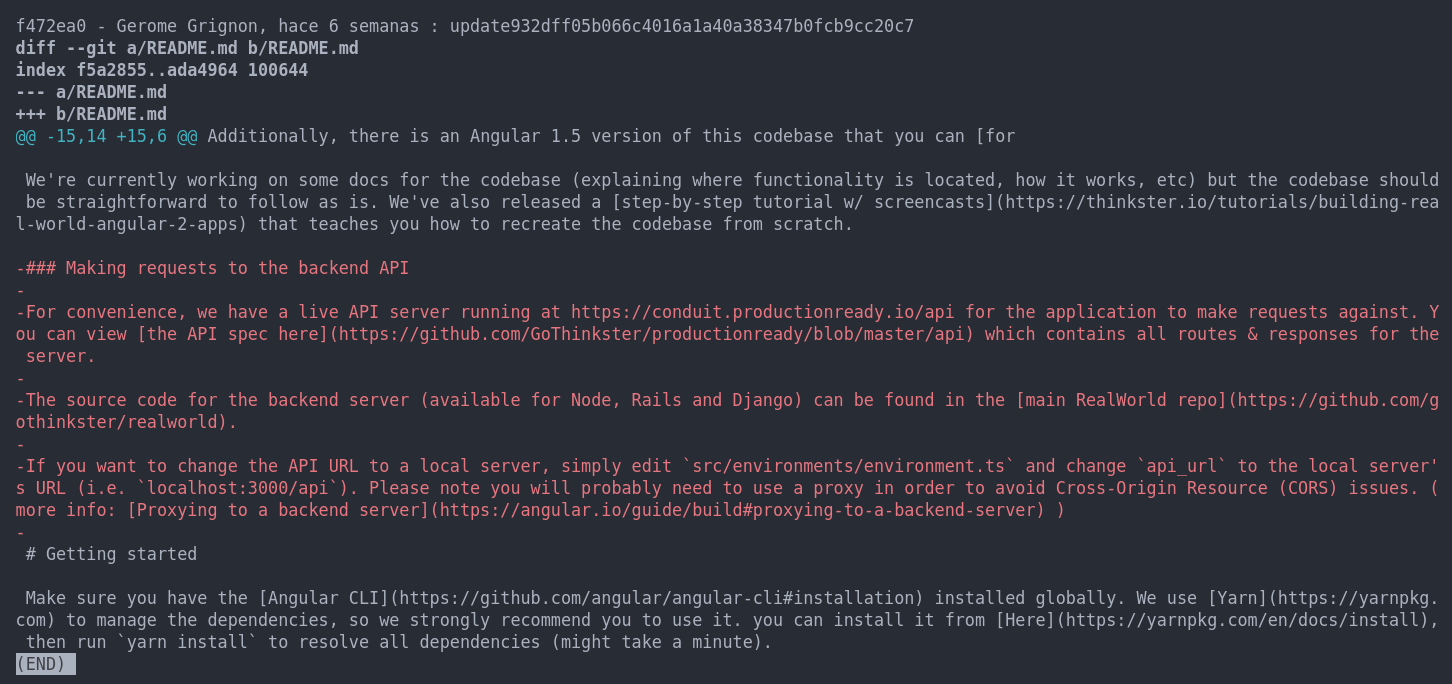 f472ea0 - Gerome Grignon, hace 6 semanas : update932dff05b066c4016a1a40a38347b0fcb9cc20c7
diff --git a/README.md b/README.md
index f5a2855..ada4964 100644
--- a/README.md
+++ b/README.md
@@ -15,14 +15,6 @@ Additionally, there is an Angular 1.5 version of this codebase that you can [for
 We're currently working on some docs for the codebase (explaining where functionality is located, how it works, etc) but the codebase should
 be straightforward to follow as is. We've also released a [step-by-step tutorial w/ screencasts](https://thinkster.io/tutorials/building-rea
l-world-angular-2-apps) that teaches you how to recreate the codebase from scratch.
-### Making requests to the backend API
-
-For convenience, we have a live API server running at https://conduit.productionready.io/api for the application to make requests against. Y
ou can view [the API spec here](https://github.com/GoThinkster/productionready/blob/master/api) which contains all routes & responses for the
 server.
-
-The source code for the backend server (available for Node, Rails and Django) can be found in the [main RealWorld repo](https://github.com/g
othinkster/realworld).
-
-If you want to change the API URL to a local server, simply edit `src/environments/environment.ts` and change `api_url` to the local server'
s URL (i.e. `localhost:3000/api`). Please note you will probably need to use a proxy in order to avoid Cross-Origin Resource (CORS) issues. (
more info: [Proxying to a backend server](https://angular.io/guide/build#proxying-to-a-backend-server) )
-
 # Getting started
 Make sure you have the [Angular CLI](https://github.com/angular/angular-cli#installation) installed globally. We use [Yarn](https://yarnpkg.
com) to manage the dependencies, so we strongly recommend you to use it. you can install it from [Here](https://yarnpkg.com/en/docs/install),
 then run `yarn install` to resolve all dependencies (might take a minute).
(END)